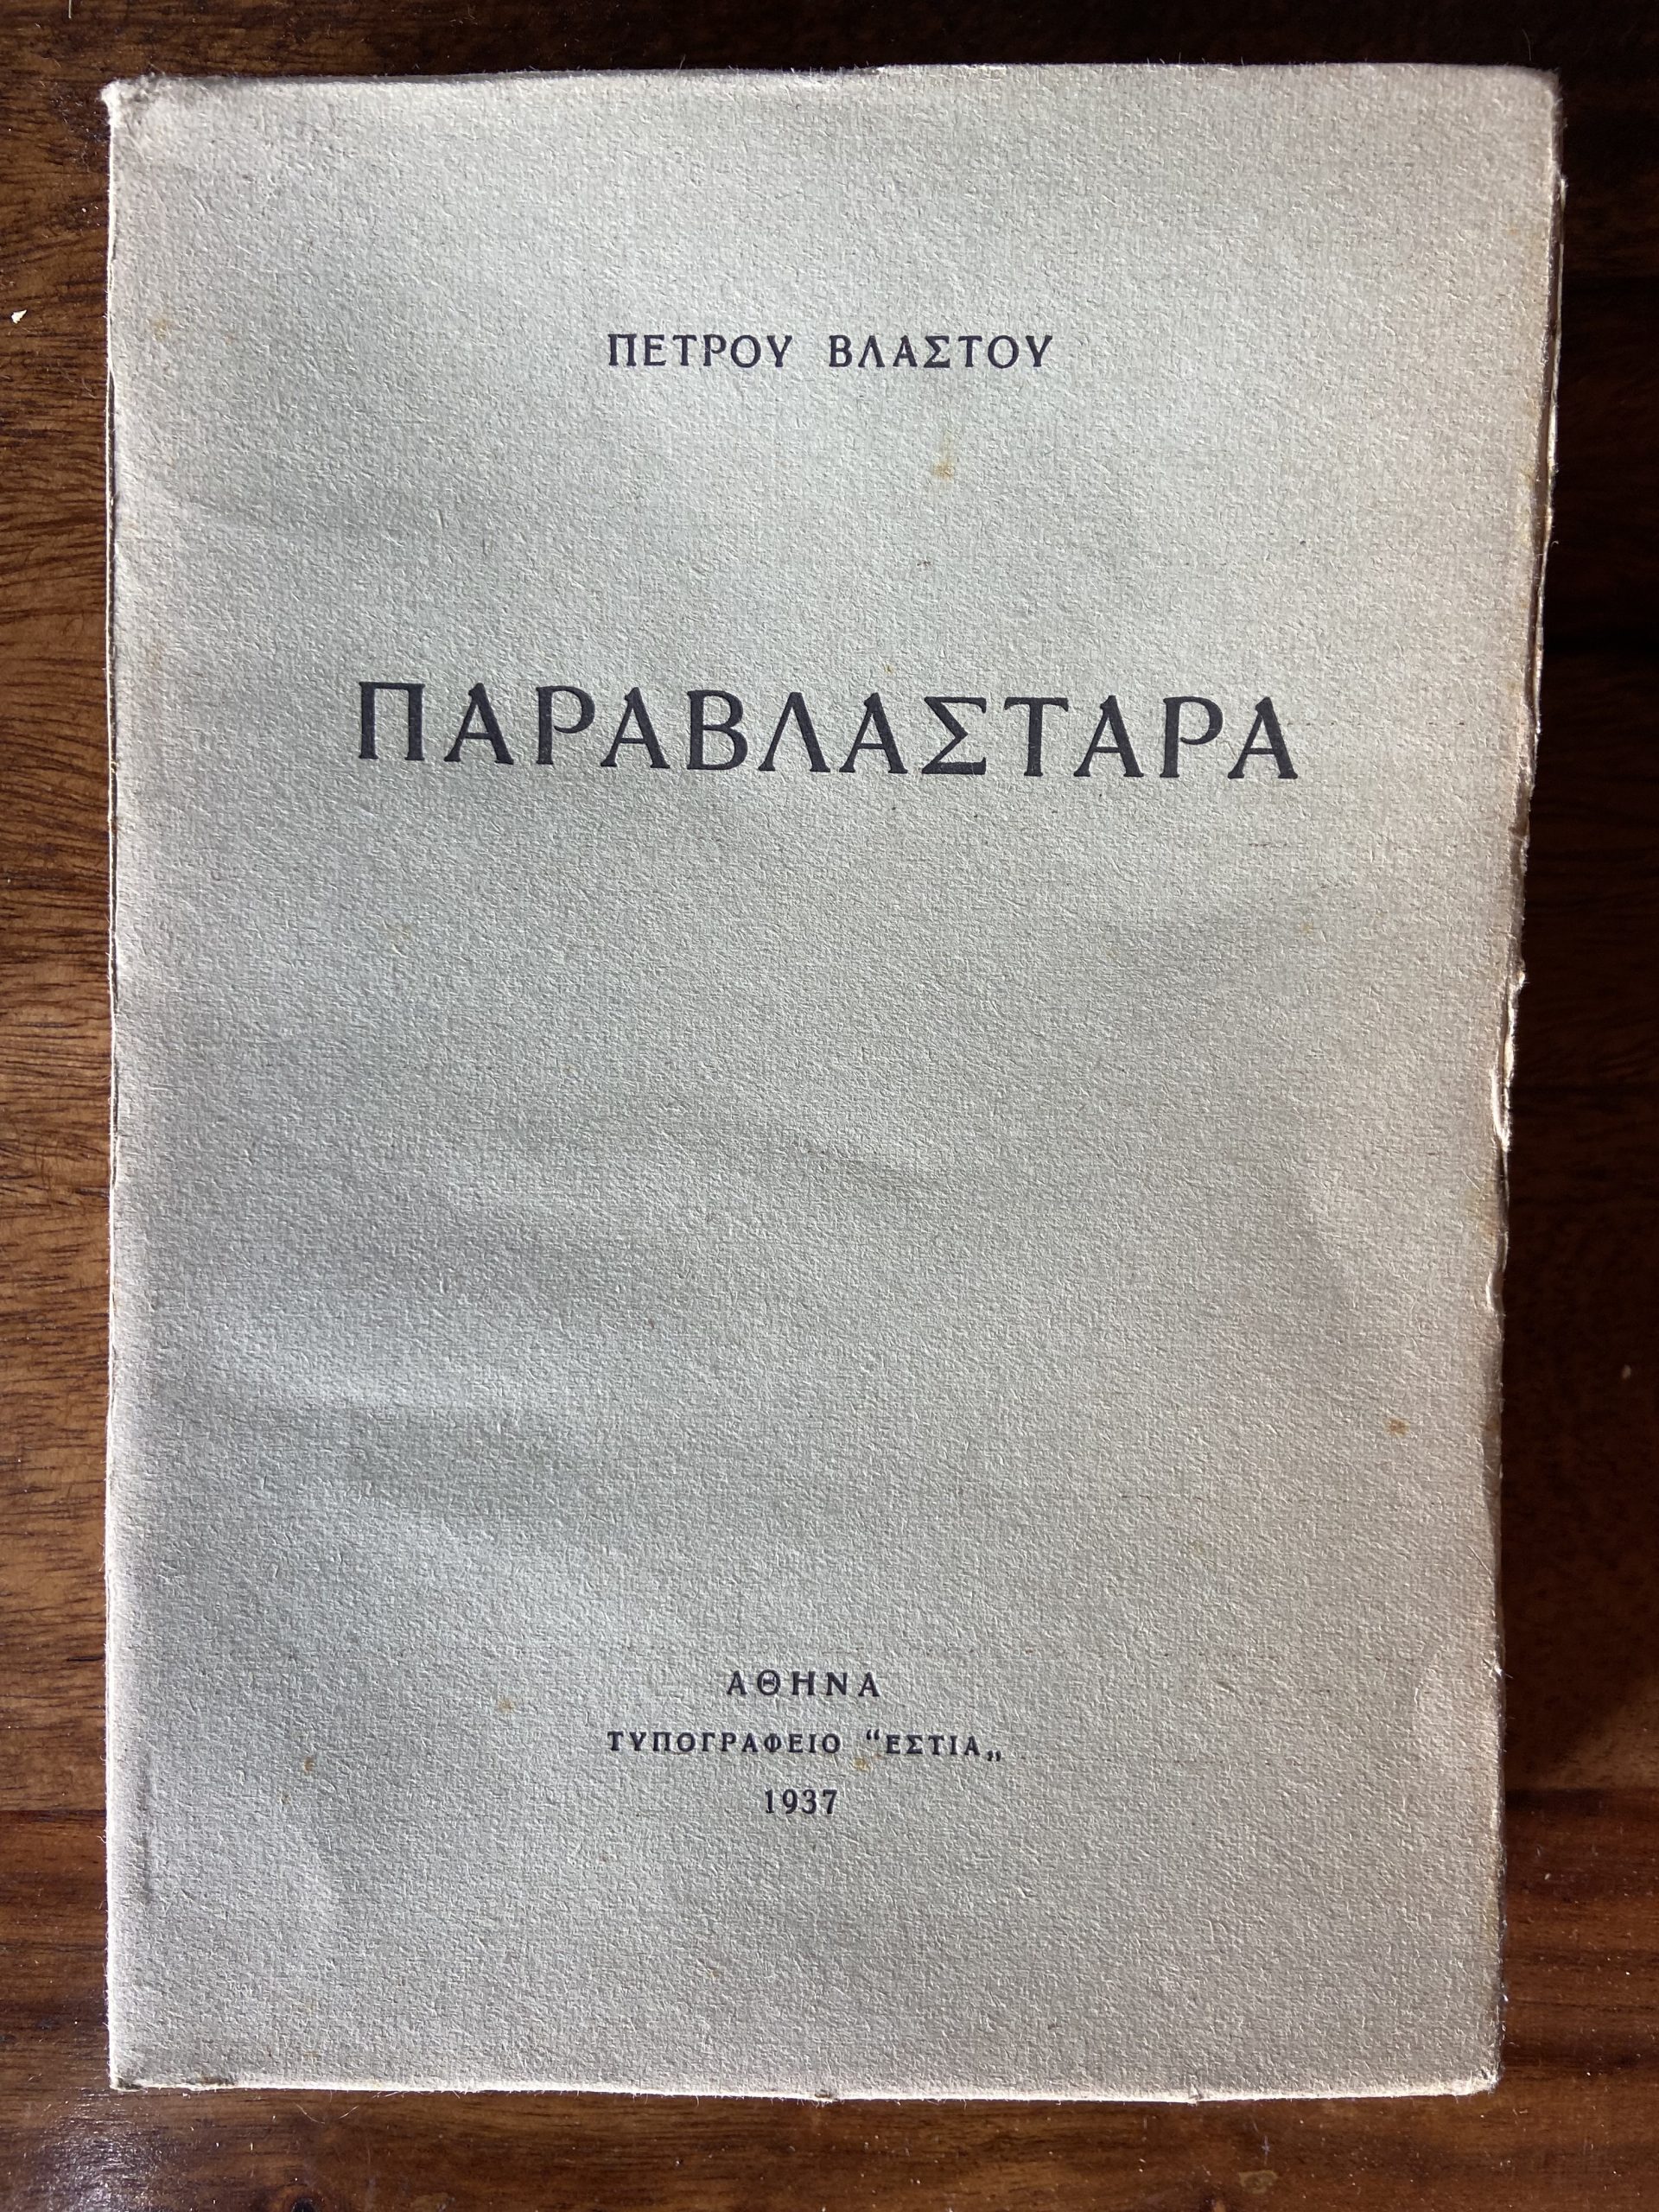 ΠΕΤΡΟΥ ΒΛΑΣΤΟΥ
ΠΑΡΑΒΛΑΣΤΑΡΑ
ΑΘΗΝΑ
ΤΥΠΟΓΡΑΦΕΙΟ “ΕΣΤΙΑ„
1937